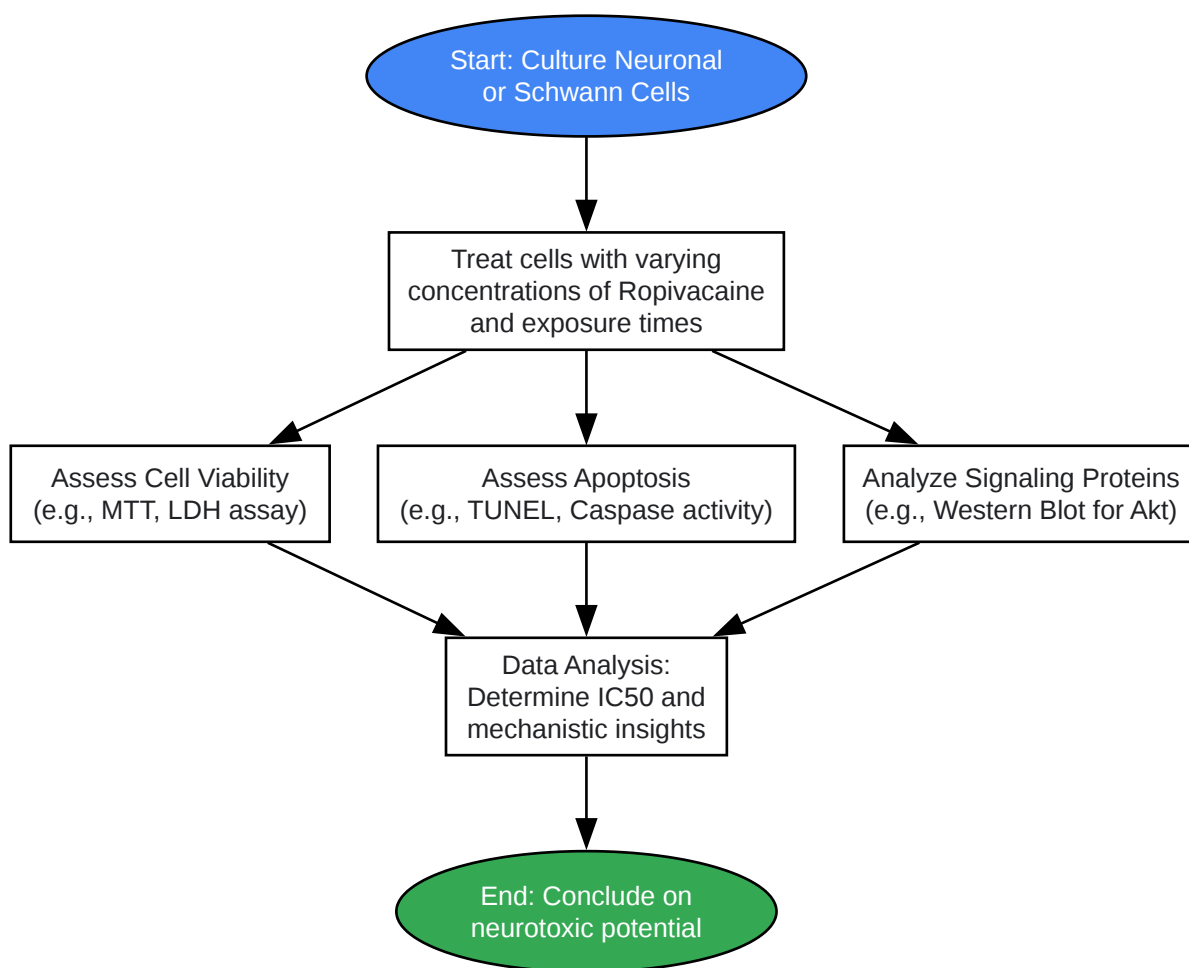 Start: Culture Neuronal
or Schwann Cells
Treat cells with varying
concentrations of Ropivacaine
and exposure times
Assess Cell Viability
(e.g., MTT, LDH assay)
Assess Apoptosis
(e.g., TUNEL, Caspase activity)
Analyze Signaling Proteins
(e.g., Western Blot for Akt)
Data Analysis:
Determine IC50 and
mechanistic insights
End: Conclude on
neurotoxic potential